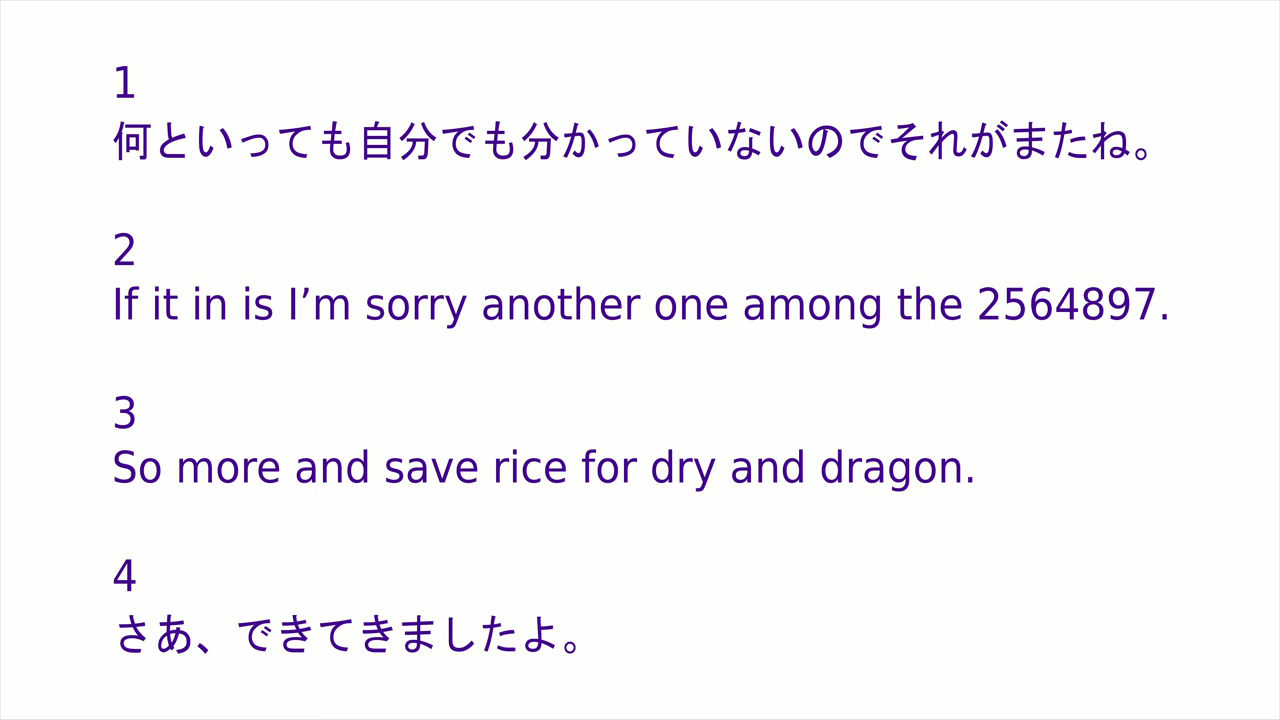 1
何といっても自分でも分かっていないのでそれがまたね。
2
If it in is I’m sorry another one among the 2564897.
3
So more and save rice for dry and dragon.
4
さあ、できてきましたよ。